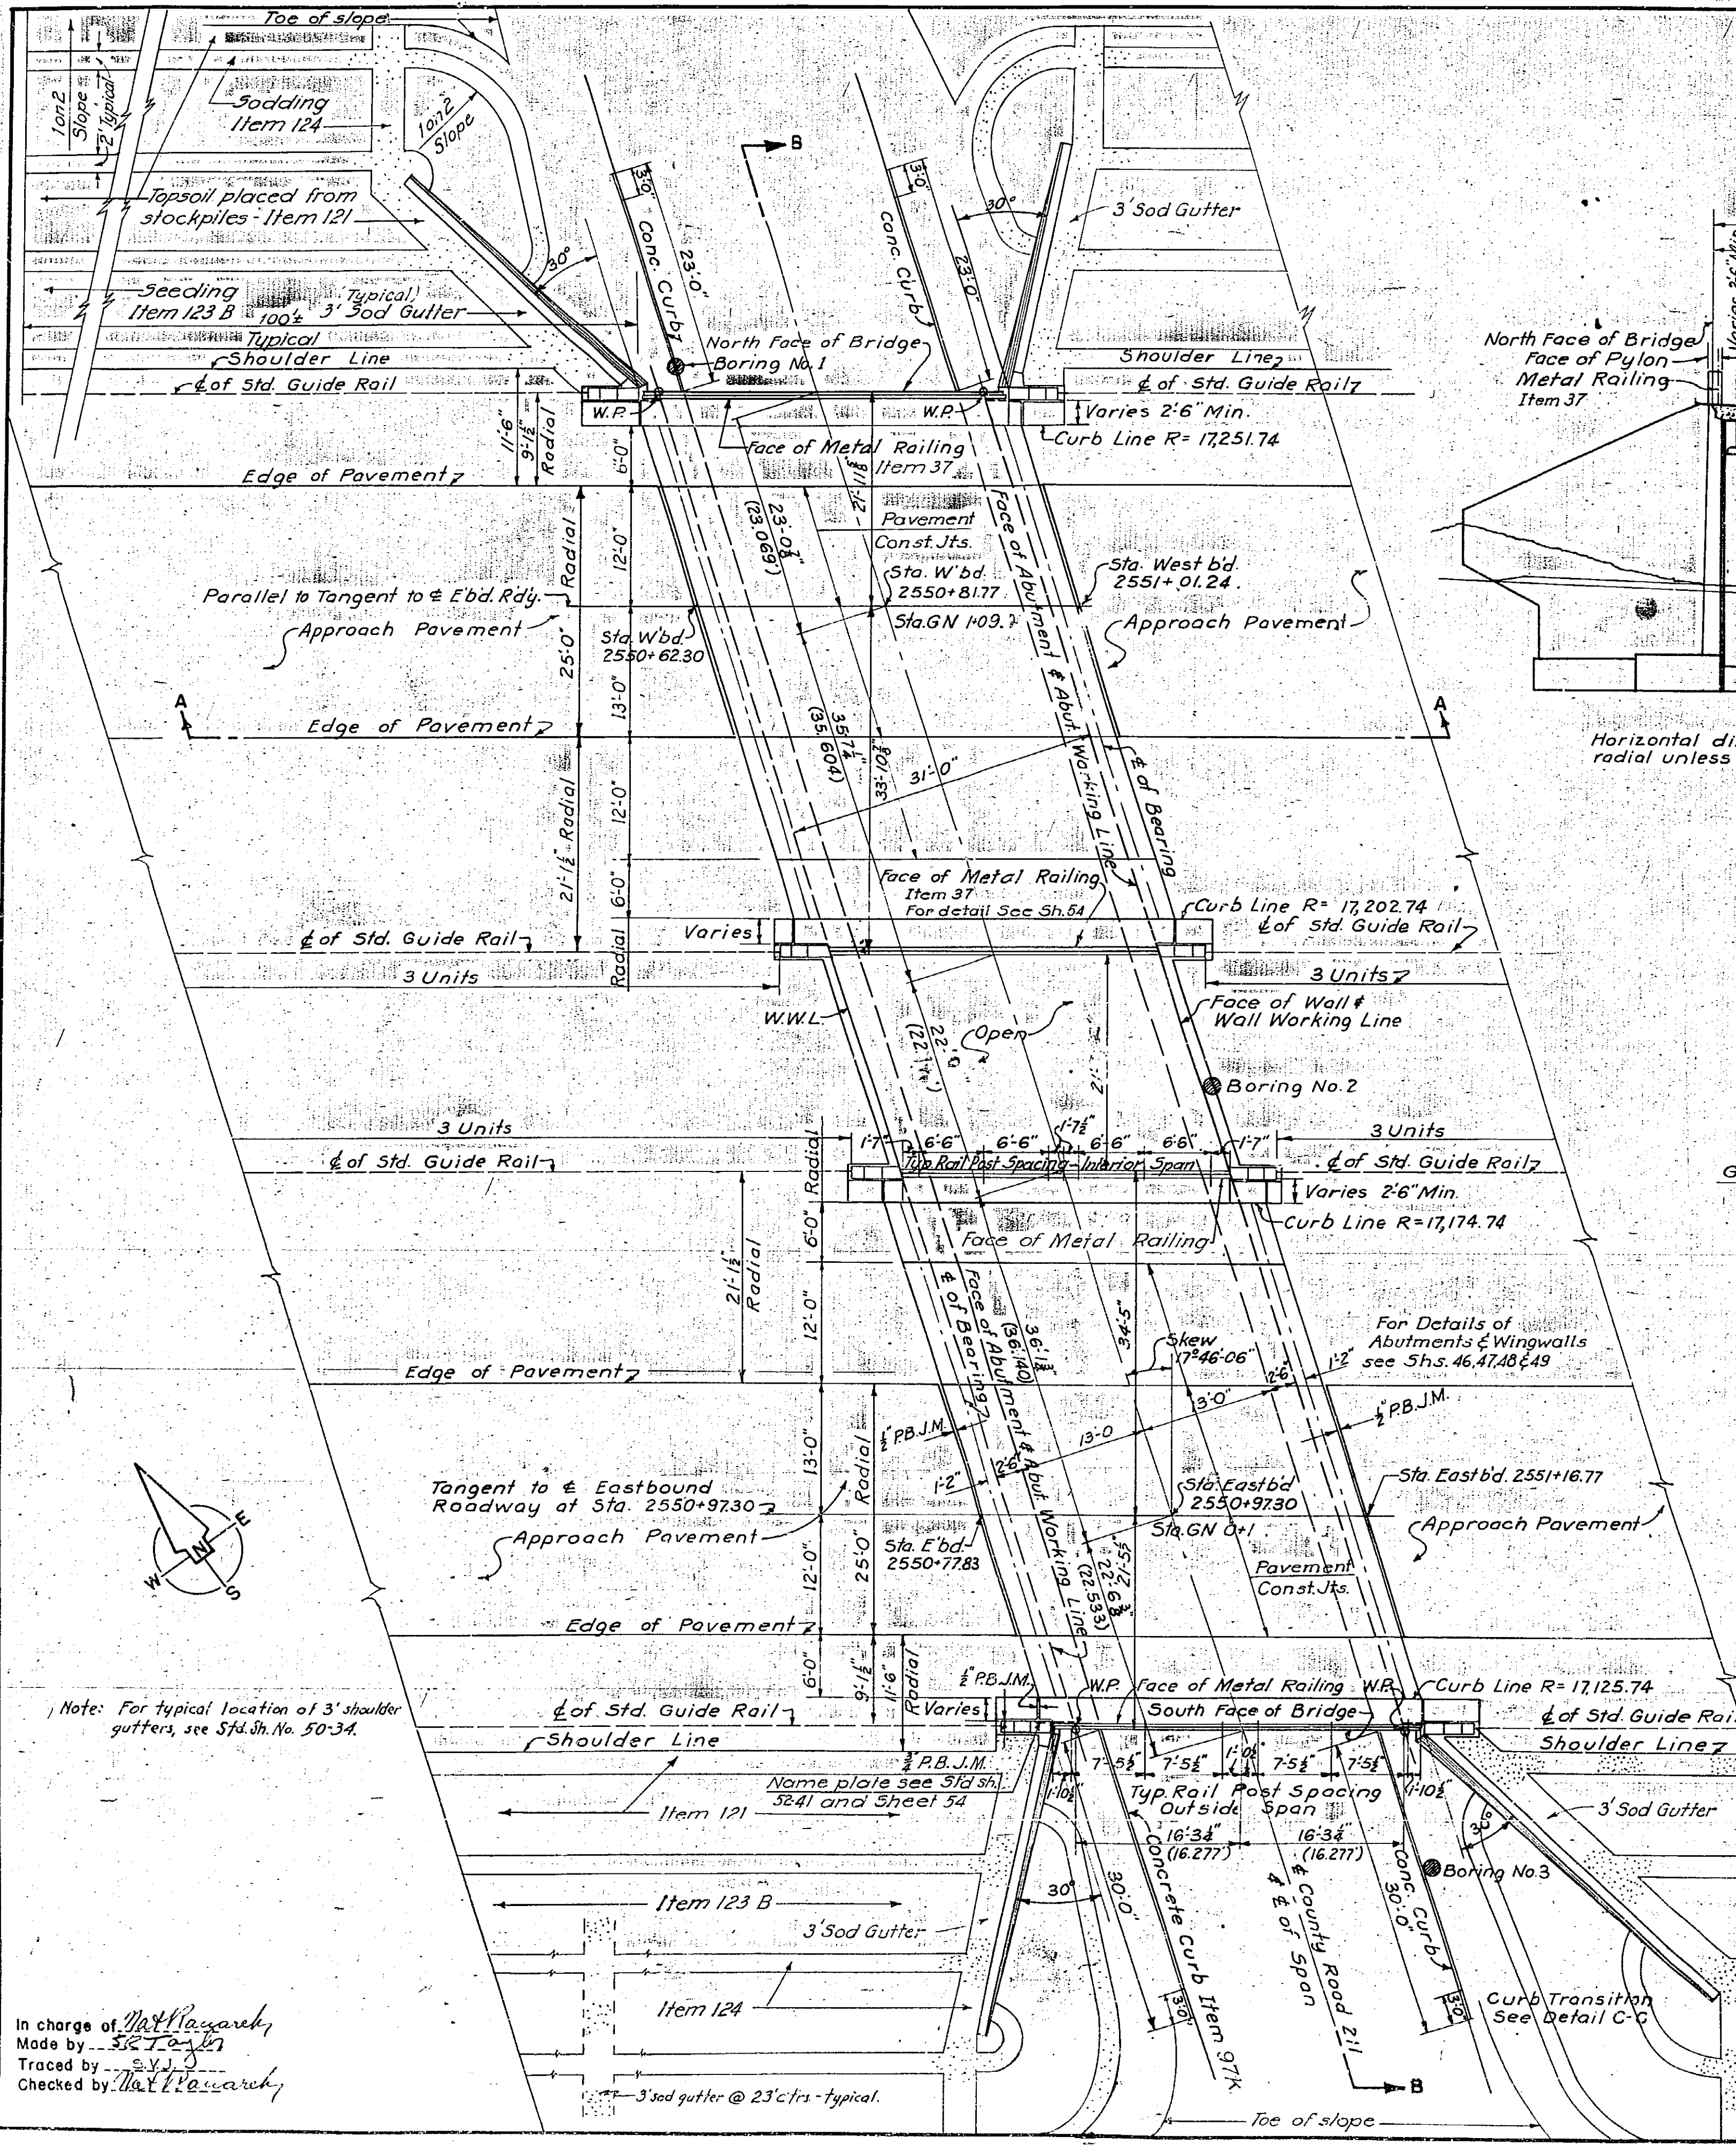 Toe of slope
1 on 2
Slope
2' Typical
Sodding
Item 124
1 on 2
Slope
Topsoil placed from
stockpiles - Item 121
Seeding
Item 123 B
100'±
Typical
3' Sod Gutter
Typical
Shoulder Line
℄ of Std. Guide Rail
30°
3'-0"
Conc. Curb
23'-0"
B
3'-0"
Conc. Curb
23'-0"
30°
3' Sod Gutter
North Face of Bridge
Boring No. 1
W.P.
W.P.
Shoulder Line
℄ of Std. Guide Rail
Varies 2'-6" Min.
Curb Line R= 17,251.74
Face of Metal Railing
Item 37
11'-6"
9'-1½"
Radial
6'-0"
Edge of Pavement
North Face of Bridge
Face of Pylon
Metal Railing
Item 37
Horizontal di
radial unless
23'-0⅞"
(23.069')
Pavement
Const. Jts.
Face of Abutment & Abut. Working Line
Sta. W'bd.
2550+81.77
Sta. GN 1+09.
Sta. West b'd.
2551+01.24
Radial
25'-0"
12'-0"
13'-0"
Parallel to Tangent to ℄ E'bd. Rdy.
Approach Pavement
Sta. W'bd.
2550+62.30
Approach Pavement
A
Edge of Pavement
A
35'-7¼"
(35.604)
33'-10⅝"
31'-0"
℄ of Bearing
21'-1½" Radial
12'-0"
6'-0"
Radial
Face of Metal Railing
Item 37
For detail See Sh. 54
Curb Line R= 17,202.74
℄ of Std. Guide Rail
Varies
℄ of Std. Guide Rail
3 Units
3 Units
Face of Wall &
Wall Working Line
W.W.L.
Open
Boring No. 2
3 Units
3 Units
℄ of Std. Guide Rail
Radial
1'-7"
6'-6"
6'-6"
1'-7½"
6'-6"
6'-6"
1'-7"
Typ. Rail Post Spacing - Interior Span
℄ of Std. Guide Rail
Varies 2'-6" Min.
Curb Line R= 17,174.74
Face of Metal Railing
6'-0"
21'-1½"
Radial
12'-0"
Face of Abutment & Abut. Working Line
℄ of Bearing
36'-1¾"
(36.140)
34'-5"
Skew
17°-46'-06"
For Details of
Abutments & Wingwalls
see Shs. 46,47,48 & 49
Edge of Pavement
1'-2"
2'-6"
13'-0"
13'-0
½" P.B.J.M.
½" P.B.J.M.
13'-0"
Radial
2'-6"
1'-2"
Tangent to ℄ Eastbound
Roadway at Sta. 2550+97.30
Approach Pavement
Sta. Eastb'd
2550+97.30
Sta. GN 0+1
Sta. Eastb'd. 2551+16.77
Approach Pavement
Sta. E'bd.
2550+77.83
12'-0"
25'-0"
22'-6⅜"
(22.533)
Pavement
Const. Jts.
E
N
W
S
Edge of Pavement
6'-0"
9'-1½"
11'-6"
Radial
½" P.B.J.M.
W.P.
Face of Metal Railing
W.P.
Curb Line R= 17,125.74
Note: For typical location of 3' shoulder
gutters, see Std. Sh. No. 50-34.
℄ of Std. Guide Rail
Varies
South Face of Bridge
℄ of Std. Guide Rai
Shoulder Line
Shoulder Line
P.B.J.M.
7'-5½"
7'-5½"
7'-5½"
7'-5½"
1'-10½"
1'-10½"
Name plate see Std sh.
52-41 and Sheet 54
Typ. Rail Post Spacing
Outside Span
Item 121
3' Sod Gutter
16'-3¼"
(16.277')
16'-3¼"
(16.277')
Boring No. 3
30°
30'-0"
Concrete Curb Item 97K
℄ County Road 211
& ℄ of Span
Conc. Curb
30'-0"
Item 123 B
3' Sod Gutter
Item 124
3'-0"
3'-0"
Curb Transition
See Detail C-C
In charge of
Made by S R Taylor
Traced by S.V.J.
Checked by
3' sod gutter @ 23' ctrs. - typical.
B
Toe of slope